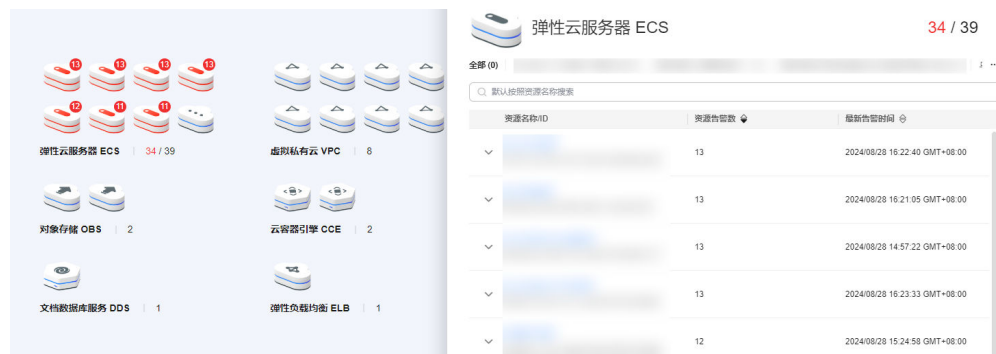 13 13 13 13
12 11 11
弹性云服务器 ECS 34 / 39
虚拟私有云 VPC 8
对象存储 OBS 2
云容器引擎 CCE 2
文档数据库服务 DDS 1
弹性负载均衡 ELB 1
弹性云服务器 ECS 34 / 39
全部 (0)
默认按照资源名称搜索
资源名称/ID 资源告警数 最新告警时间
13 2024/08/28 16:22:40 GMT+08:00
13 2024/08/28 16:21:05 GMT+08:00
13 2024/08/28 14:57:22 GMT+08:00
13 2024/08/28 16:23:33 GMT+08:00
12 2024/08/28 15:24:58 GMT+08:00